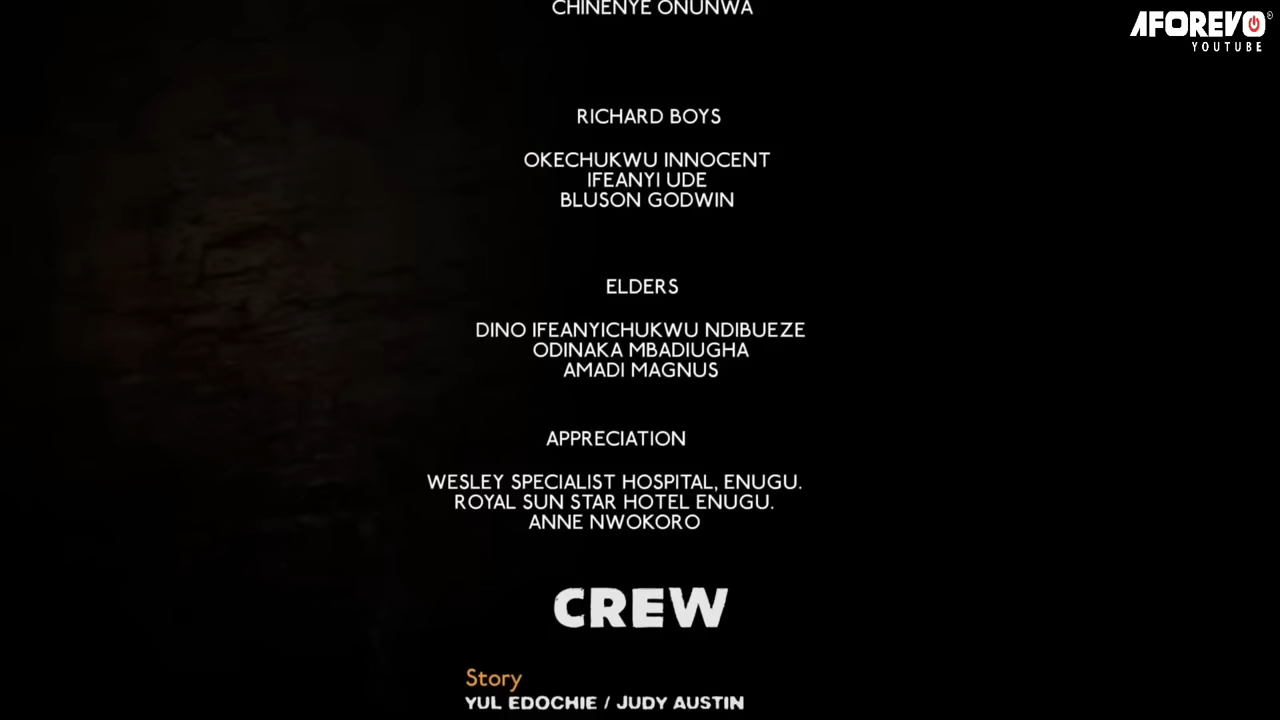 CHINENYE ONUNWA
AFOREVO
YOUTUBE
RICHARD BOYS
OKECHUKWU INNOCENT
IFEANYI UDE
BLUSON GODWIN
ELDERS
DINO IFEANYICHUKWU NDIBUEZE
ODINAKA MBADIUGHA
AMADI MAGNUS
APPRECIATION
WESLEY SPECIALIST HOSPITAL, ENUGU.
ROYAL SUN STAR HOTEL ENUGU.
ANNE NWOKORO
CREW
Story
YUL EDOCHIE / JUDY AUSTIN